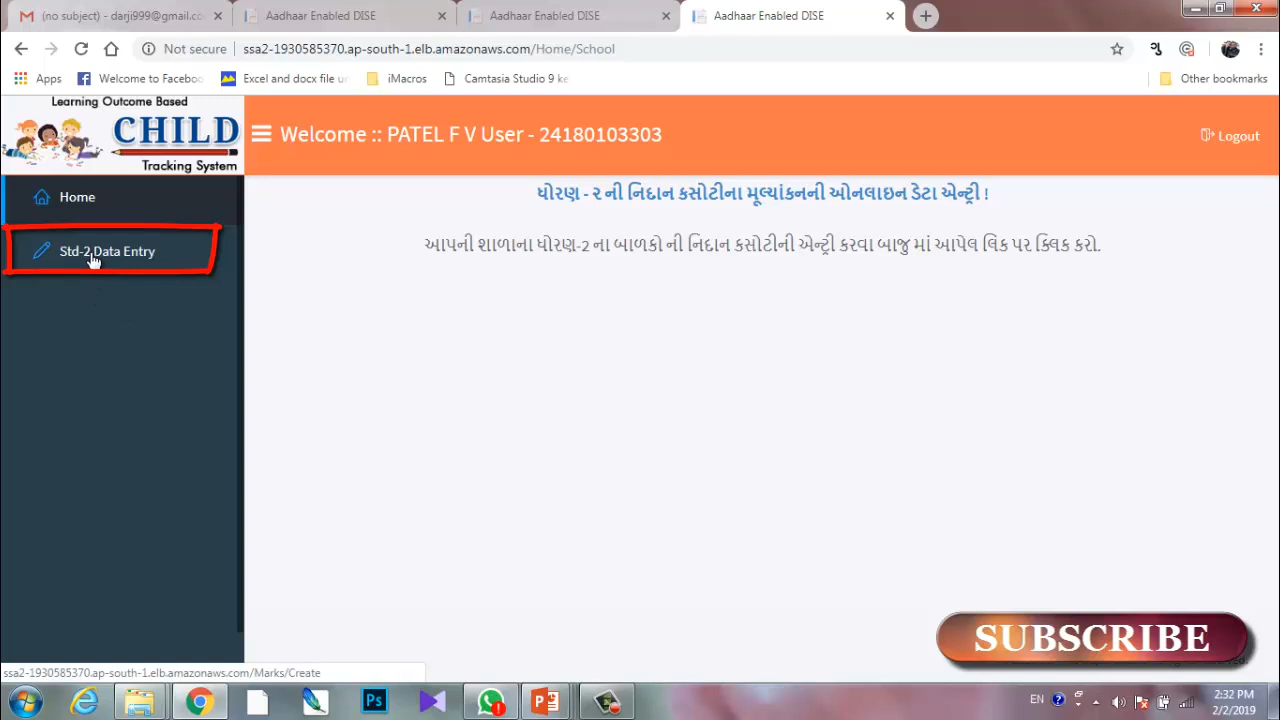 (no subject) - darji999@gmail.co
Aadhaar Enabled DISE
Aadhaar Enabled DISE
Aadhaar Enabled DISE
Not secure
ssa2-1930585370.ap-south-1.elb.amazonaws.com/Home/School
Apps
Welcome to Faceboo
Excel and docx file u
iMacros
Camtasia Studio 9 ke
Other bookmarks
Learning Outcome Based
CHILD
Tracking System
Welcome :: PATEL F V User - 24180103303
Logout
Home
Std-2 Data Entry
ધોરણ - ૨ ની નિદાન કસોટીના મૂલ્યાંકનની ઓનલાઇન ડેટા એન્ટ્રી !
આપની શાળાના ધોરણ-2 ના બાળકો ની નિદાન કસોટીની એન્ટ્રી કરવા બાજુ માં આપેલ લિંક પર ક્લિક કરો.
SUBSCRIBE
ssa2-1930585370.ap-south-1.elb.amazonaws.com/Marks/Create
Ps
EN
2:32 PM
2/2/2019